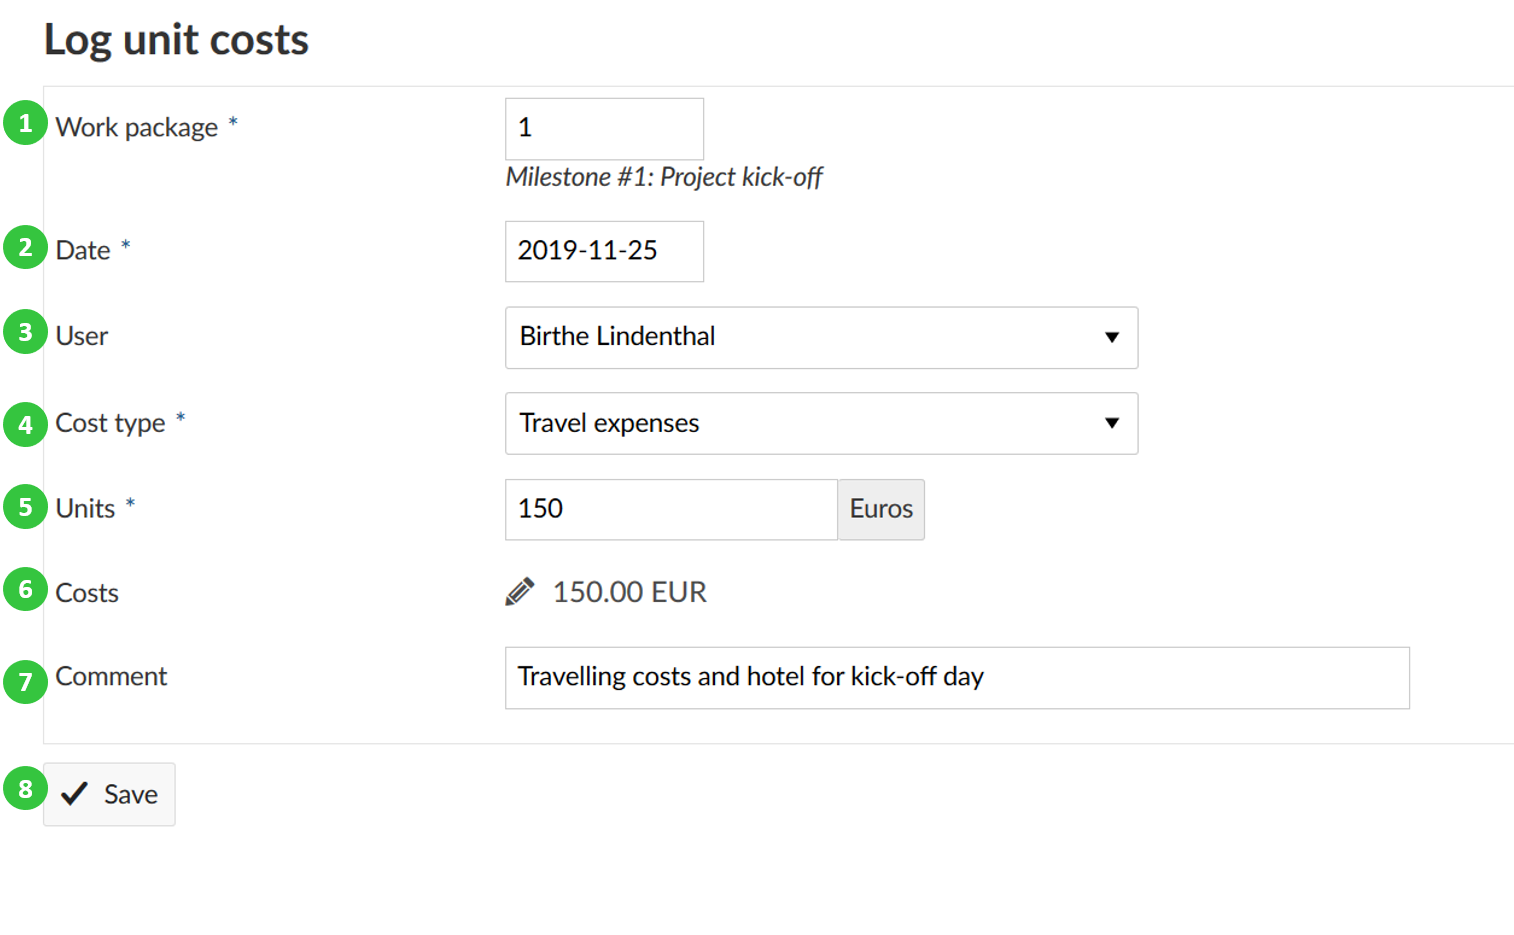 Log unit costs
1 Work package * 1
Milestone #1: Project kick-off
2 Date * 2019-11-25
3 User Birthe Lindenthal
4 Cost type * Travel expenses
5 Units * 150 Euros
6 Costs 150.00 EUR
7 Comment Travelling costs and hotel for kick-off day
8 Save